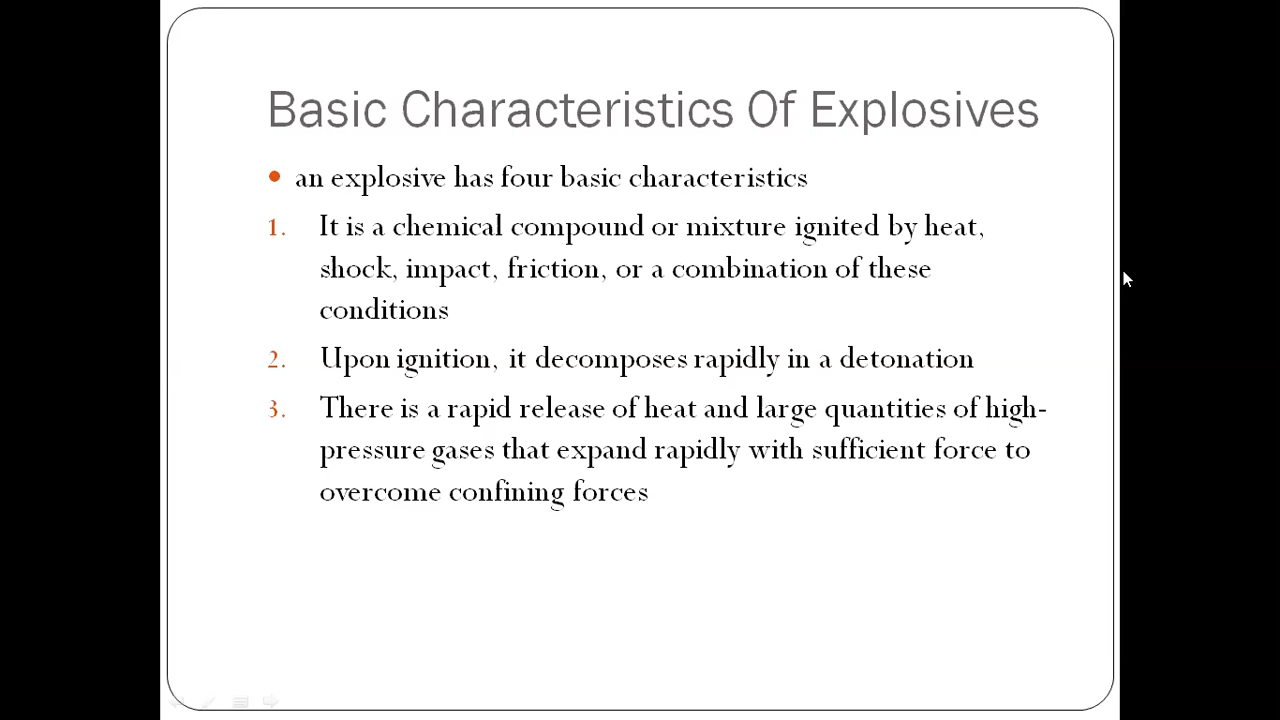 Basic Characteristics Of Explosives
• an explosive has four basic characteristics
1. It is a chemical compound or mixture ignited by heat,
shock, impact, friction, or a combination of these
conditions
2. Upon ignition, it decomposes rapidly in a detonation
3. There is a rapid release of heat and large quantities of high-
pressure gases that expand rapidly with sufficient force to
overcome confining forces